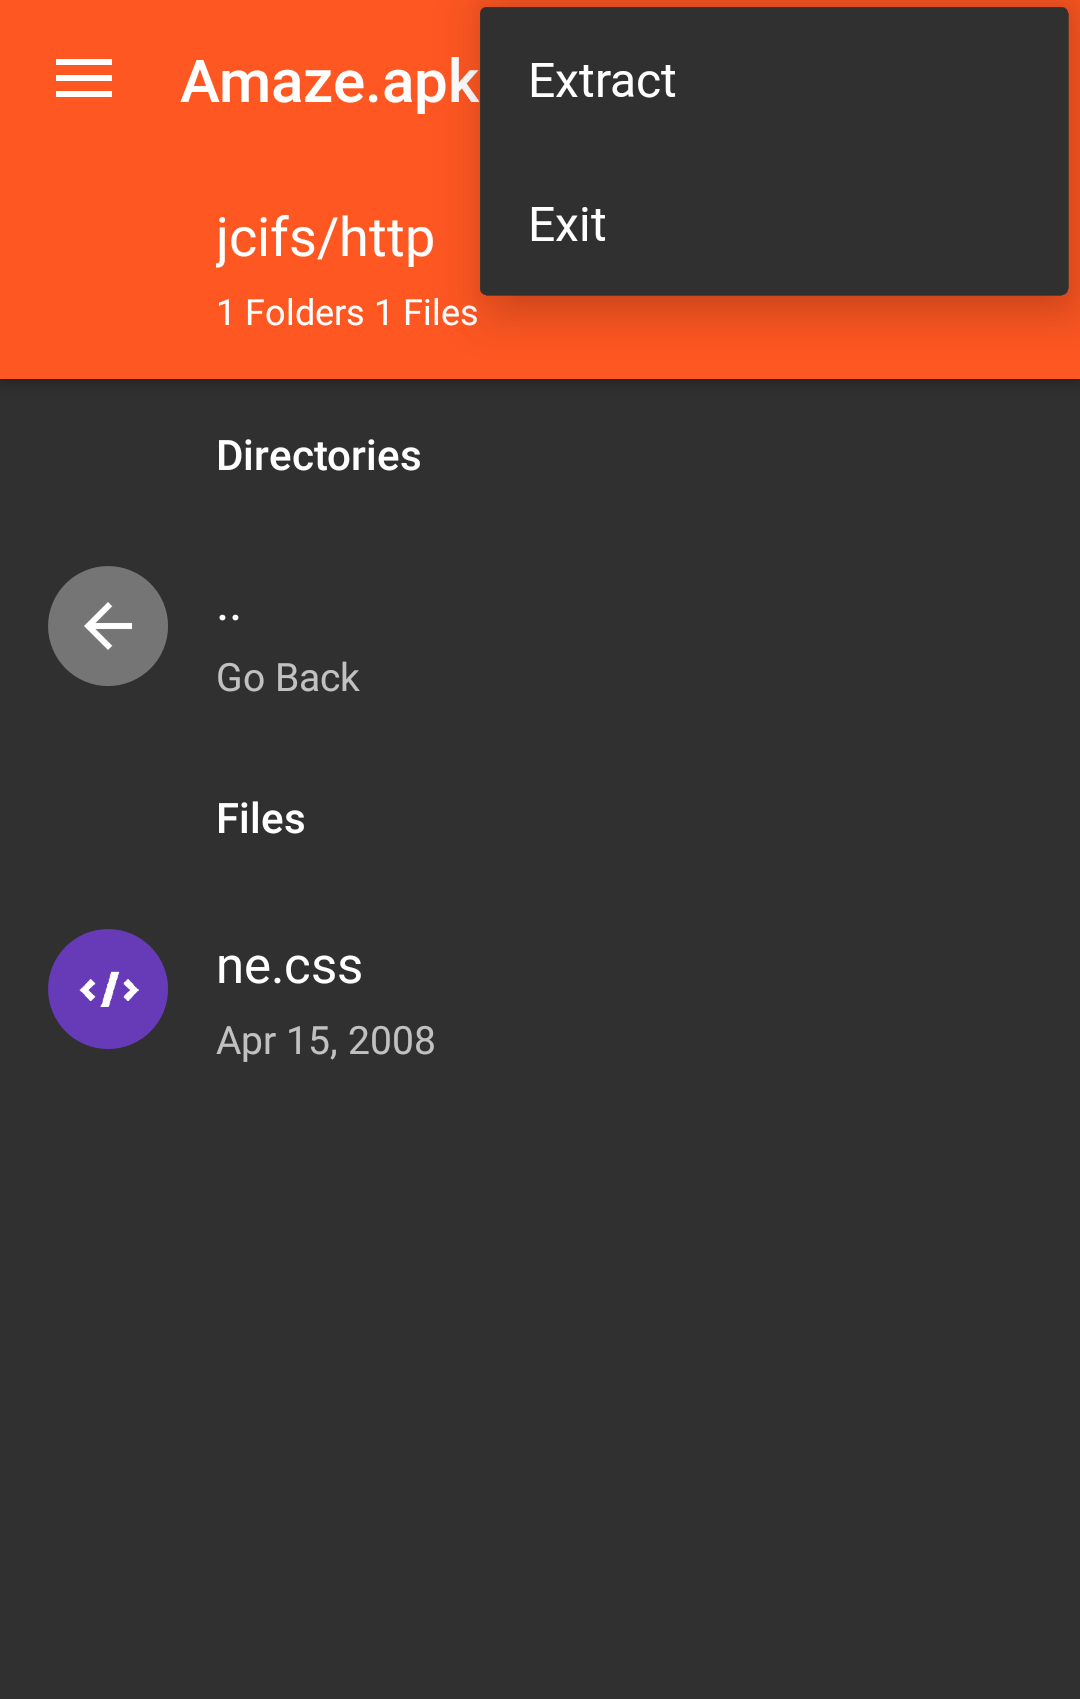 Amaze.apk
Extract
Exit
jcifs/http
1 Folders 1 Files
Directories
..
Go Back
Files
ne.css
Apr 15, 2008